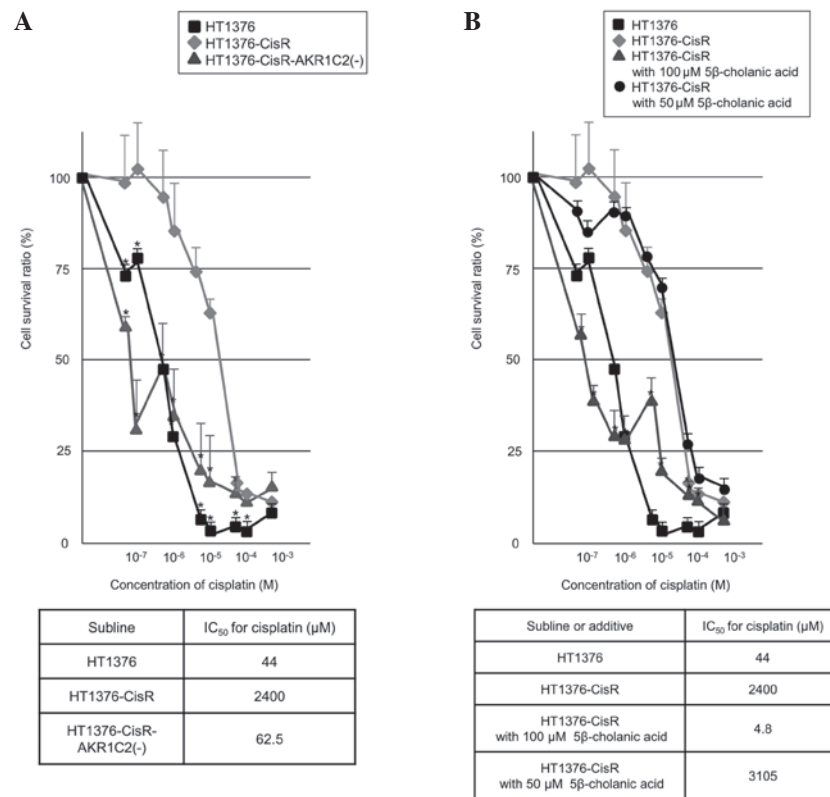 A
HT1376
HT1376-CisR
HT1376-CisR-AKR1C2(-)
Cell survival ratio (%)
100
75
50
25
0
* * * * * * * * * * *
10⁻⁷ 10⁻⁶ 10⁻⁵ 10⁻⁴ 10⁻³
Concentration of cisplatin (M)
Subline IC₅₀ for cisplatin (µM)
HT1376 44
HT1376-CisR 2400
HT1376-CisR-
AKR1C2(-)
62.5
B
HT1376
HT1376-CisR
HT1376-CisR
with 100 µM 5β-cholanic acid
HT1376-CisR
with 50 µM 5β-cholanic acid
Cell survival ratio (%)
100
75
50
25
0
10⁻⁷ 10⁻⁶ 10⁻⁵ 10⁻⁴ 10⁻³
Concentration of cisplatin (M)
Subline or additive IC₅₀ for cisplatin (µM)
HT1376 44
HT1376-CisR 2400
HT1376-CisR
with 100 µM 5β-cholanic acid
4.8
HT1376-CisR
with 50 µM 5β-cholanic acid
3105